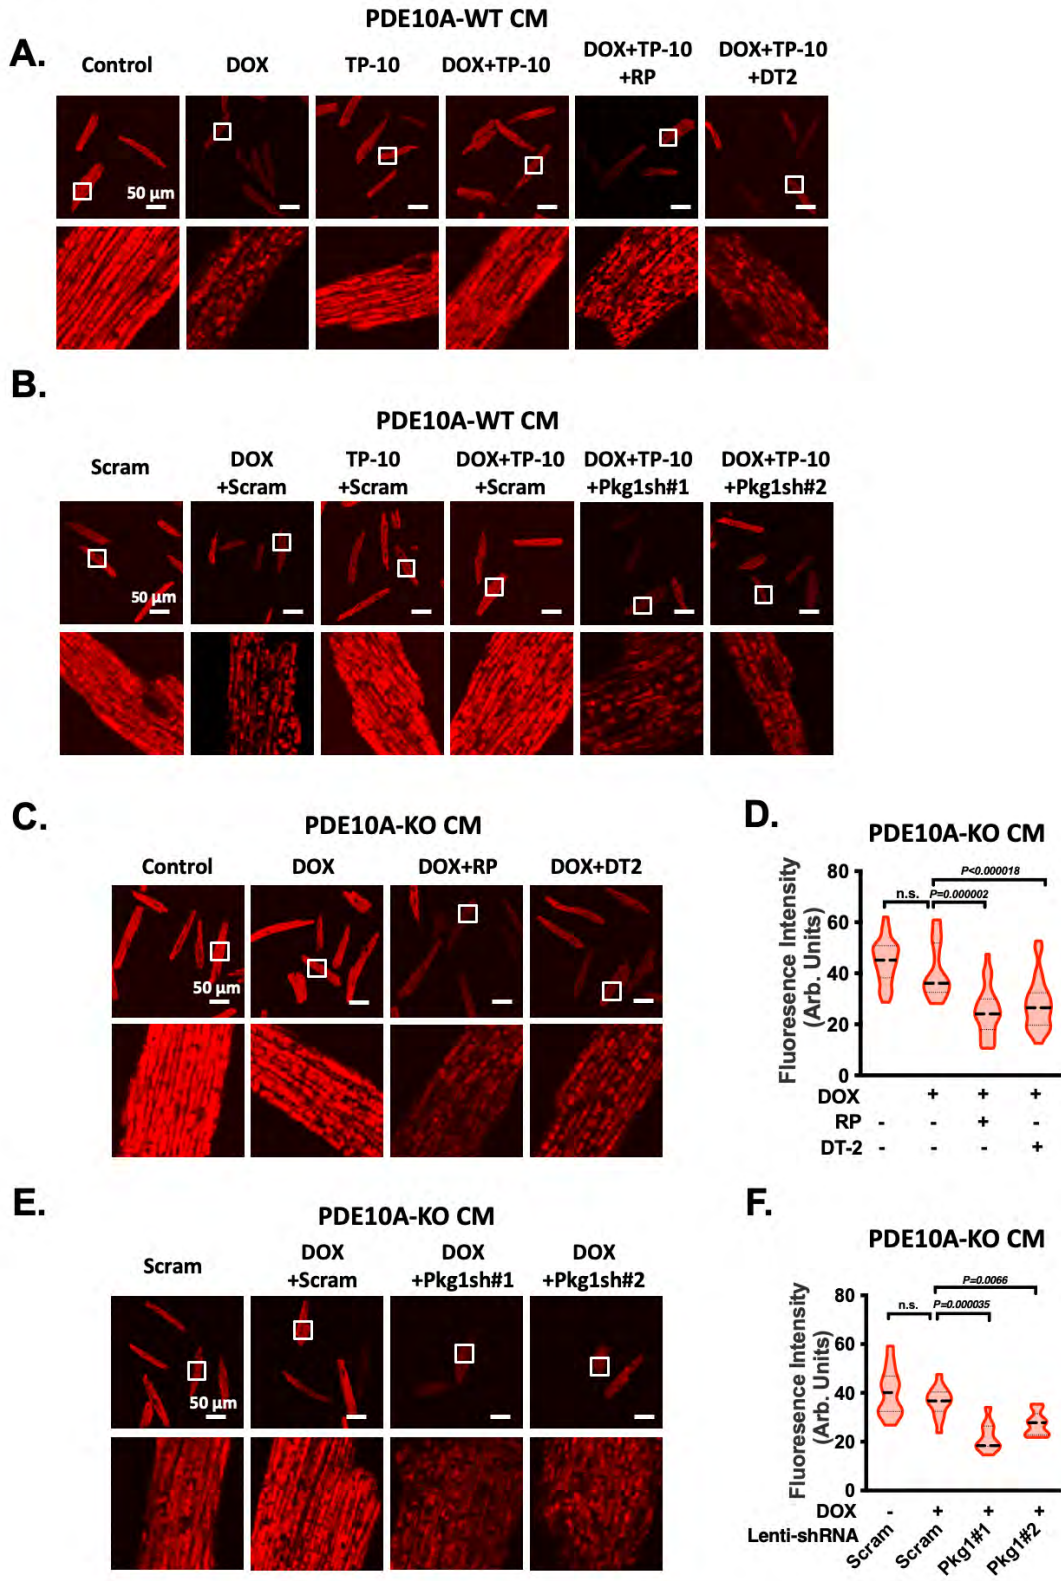 PDE10A-WT CM
A.
Control DOX TP-10 DOX+TP-10 DOX+TP-10 +RP DOX+TP-10 +DT2
50 µm
B.
PDE10A-WT CM
Scram DOX +Scram TP-10 +Scram DOX+TP-10 +Scram DOX+TP-10 +Pkg1sh#1 DOX+TP-10 +Pkg1sh#2
50 µm
C.
PDE10A-KO CM
Control DOX DOX+RP DOX+DT2
50 µm
D.
PDE10A-KO CM
Fluoresence Intensity
(Arb. Units)
80
60
40
20
0
P<0.000018
n.s. P=0.000002
DOX - + + +
RP - - + -
DT-2 - - - +
E.
PDE10A-KO CM
Scram DOX +Scram DOX +Pkg1sh#1 DOX +Pkg1sh#2
50 µm
F.
PDE10A-KO CM
Fluoresence Intensity
(Arb. Units)
80
60
40
20
0
P=0.0066
n.s. P=0.000035
DOX - + + +
Lenti-shRNA Scram Scram Pkg1#1 Pkg1#2